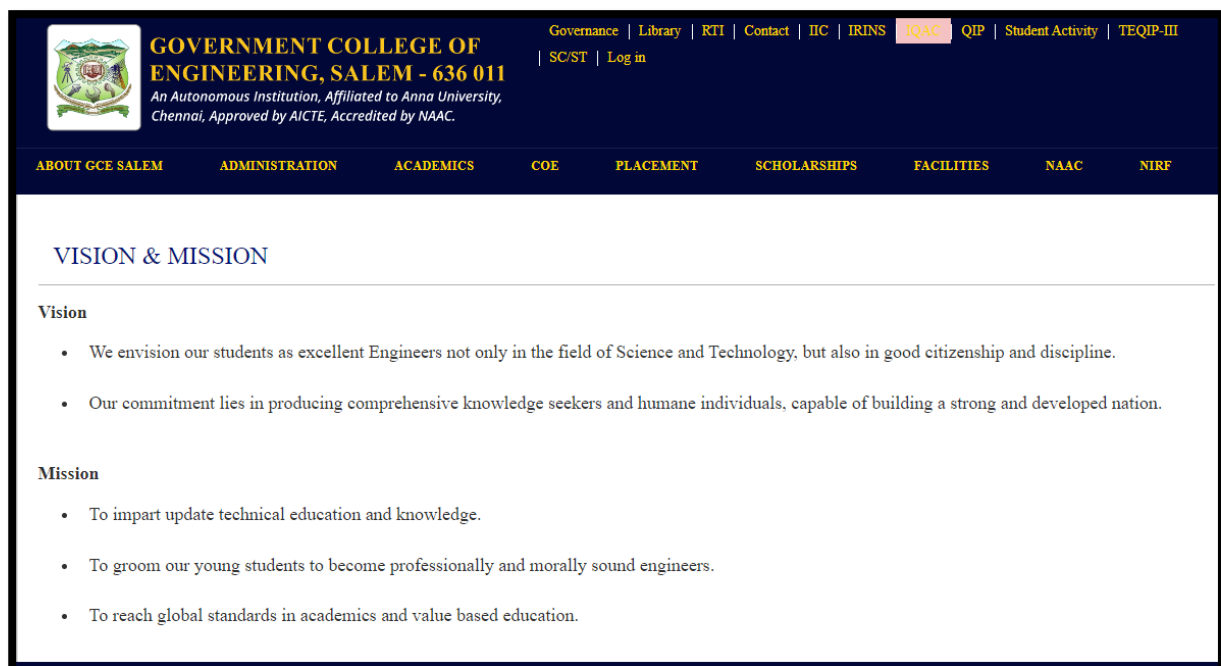 GOVERNMENT COLLEGE OF
ENGINEERING, SALEM - 636 011
An Autonomous Institution, Affiliated to Anna University,
Chennai, Approved by AICTE, Accredited by NAAC.
Governance | Library | RTI | Contact | IIC | IRINS | IQAC | QIP | Student Activity | TEQIP-III
| SC/ST | Log in
ABOUT GCE SALEM ADMINISTRATION ACADEMICS COE PLACEMENT SCHOLARSHIPS FACILITIES NAAC NIRF
VISION & MISSION
Vision
• We envision our students as excellent Engineers not only in the field of Science and Technology, but also in good citizenship and discipline.
• Our commitment lies in producing comprehensive knowledge seekers and humane individuals, capable of building a strong and developed nation.
Mission
• To impart update technical education and knowledge.
• To groom our young students to become professionally and morally sound engineers.
• To reach global standards in academics and value based education.